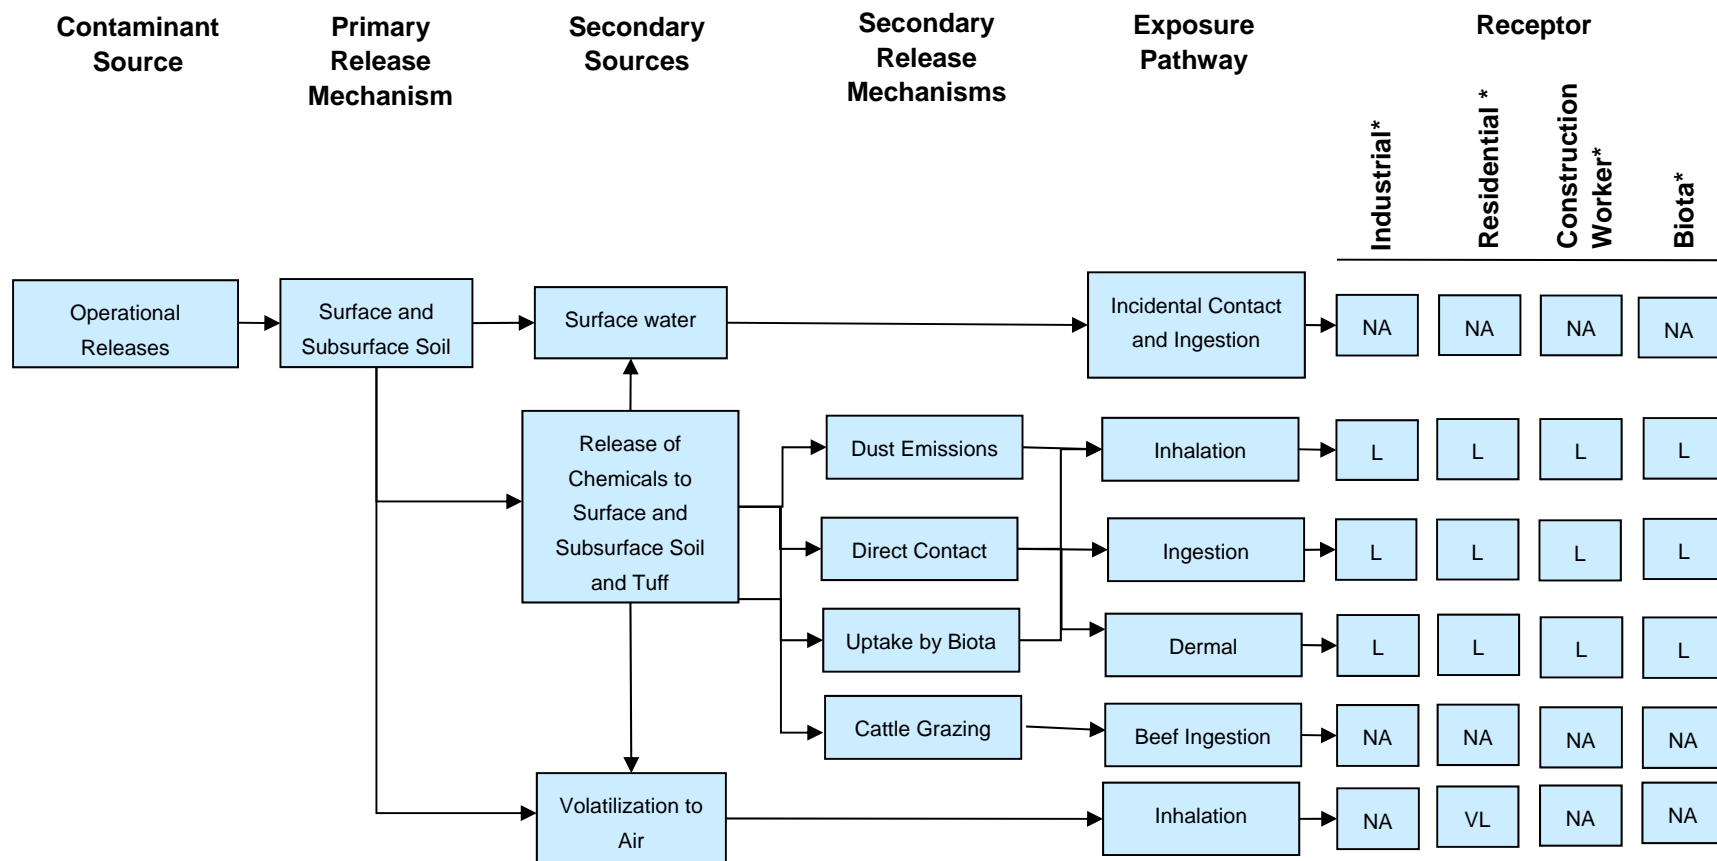 Contaminant
Source
Primary
Release
Mechanism
Secondary
Sources
Secondary
Release
Mechanisms
Exposure
Pathway
Receptor
Industrial*
Residential *
Construction
Worker*
Biota*
Operational
Releases
Surface and
Subsurface Soil
Surface water
Incidental Contact
and Ingestion
NA
NA
NA
NA
Release of
Chemicals to
Surface and
Subsurface Soil
and Tuff
Dust Emissions
Inhalation
L
L
L
L
Direct Contact
Ingestion
L
L
L
L
Uptake by Biota
Dermal
L
L
L
L
Cattle Grazing
Beef Ingestion
NA
NA
NA
NA
Volatilization to
Air
Inhalation
NA
VL
NA
NA